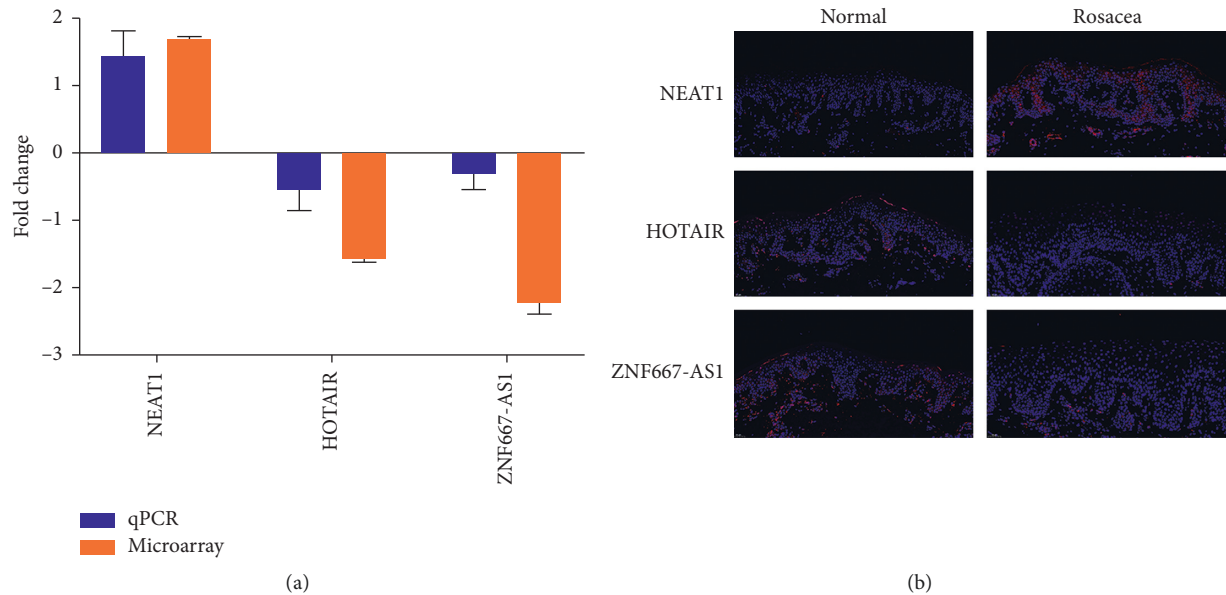 2
1
0
−1
−2
−3
Fold change
NEAT1
HOTAIR
ZNF667-AS1
qPCR
Microarray
(a)
Normal
Rosacea
NEAT1
HOTAIR
ZNF667-AS1
(b)